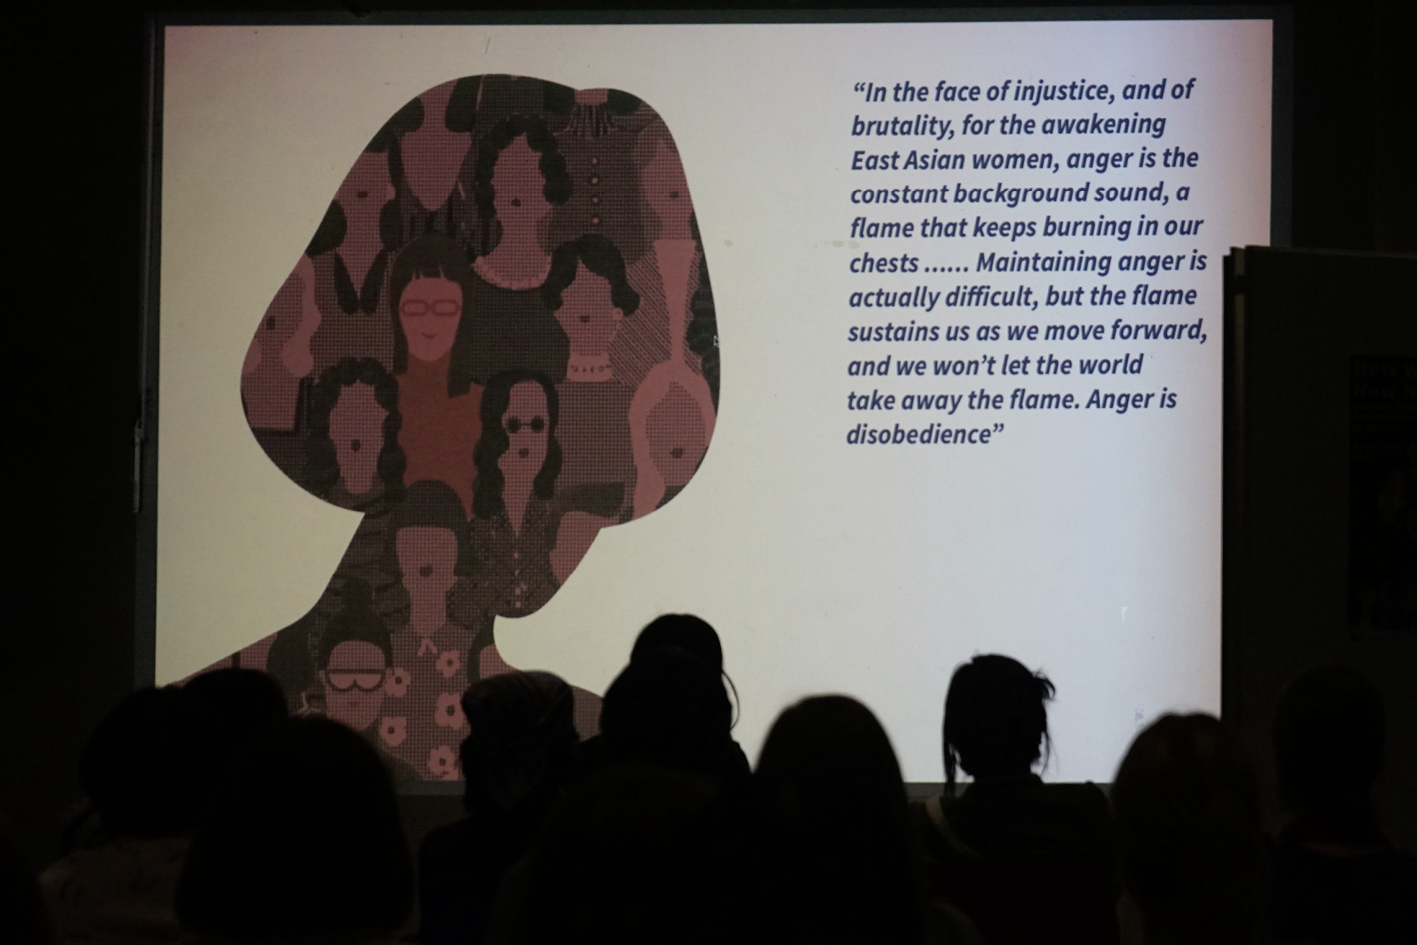 “In the face of injustice, and of
brutality, for the awakening
East Asian women, anger is the
constant background sound, a
flame that keeps burning in our
chests …… Maintaining anger is
actually difficult, but the flame
sustains us as we move forward,
and we won’t let the world
take away the flame. Anger is
disobedience”